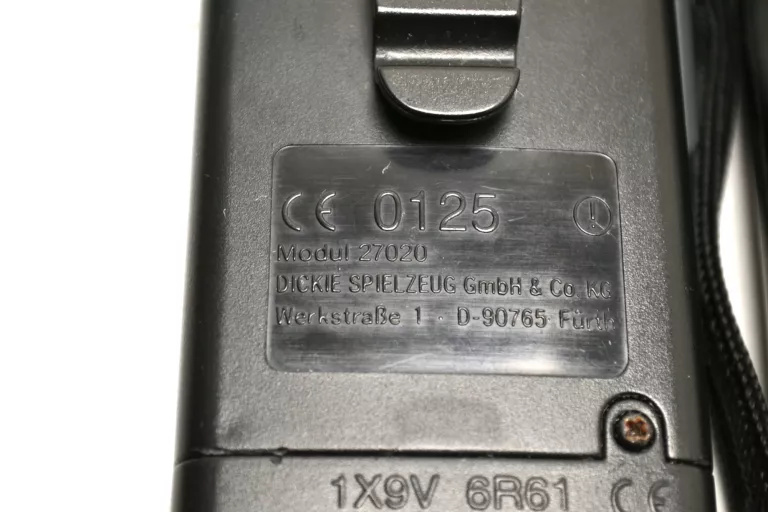 CE 0125
Modul 27020
DICKIE SPIELZEUG GmbH & Co KG
Werkstraße 1 · D-90765 Fürth
1X9V 6R61 CE